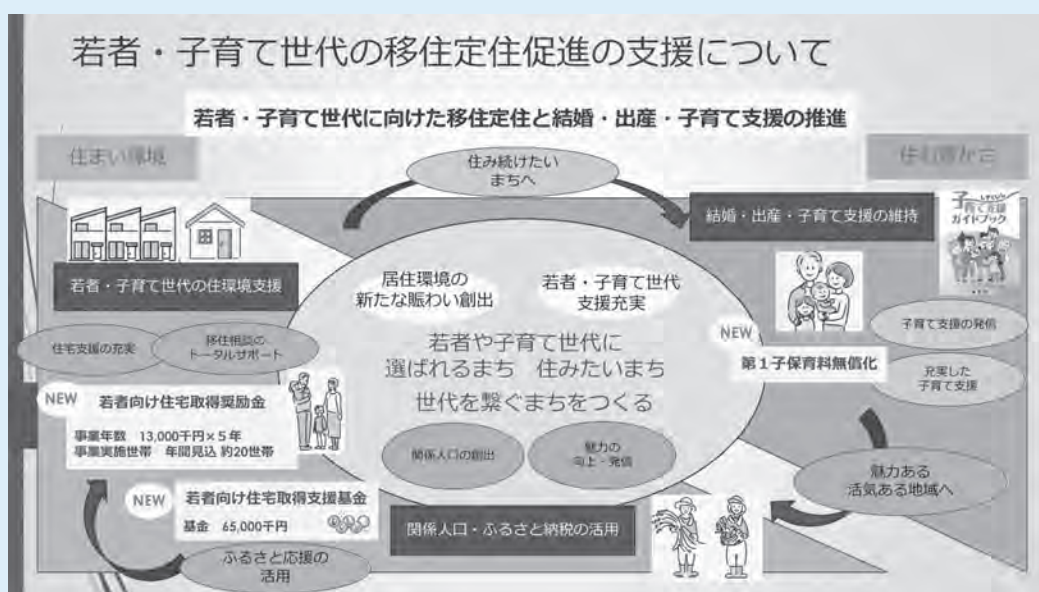 若者・子育て世代の移住定住促進の支援について
若者・子育て世代に向けた移住定住と結婚・出産・子育て支援の推進
住まい環境
住み続けたい
まちへ
結婚・出産・子育て支援の維持
子育て支援
ガイドブック
若者・子育て世代の住環境支援
居住環境の
新たな賑わい創出
若者・子育て世代
支援充実
住宅支援の充実
移住相談の
トータルサポート
子育て支援の発信
充実した
子育て支援
NEW
第1子保育料無償化
若者や子育て世代に
選ばれるまち 住みたいまち
世代を繋ぐまちをつくる
NEW
若者向け住宅取得奨励金
事業年数 13,000千円×5年
事業実施世帯 年間見込 約20世帯
関係人口の創出
魅力の
向上・発信
魅力ある
活気ある地域へ
NEW
若者向け住宅取得支援基金
基金 65,000千円
関係人口・ふるさと納税の活用
ふるさと応援の
活用